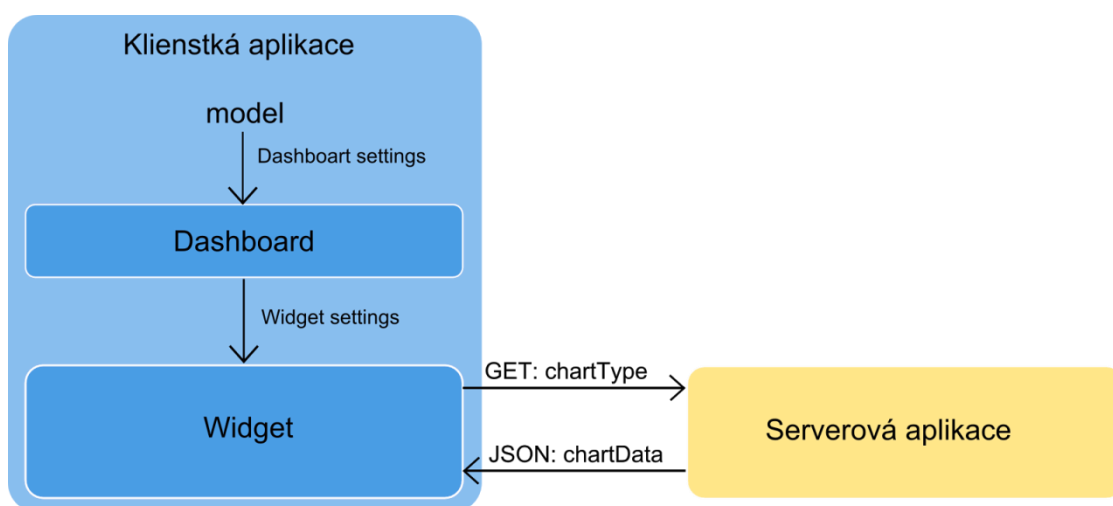 Klienstká aplikace
model
Dashboart settings
Dashboard
Widget settings
GET: chartType
Widget
Serverová aplikace
JSON: chartData